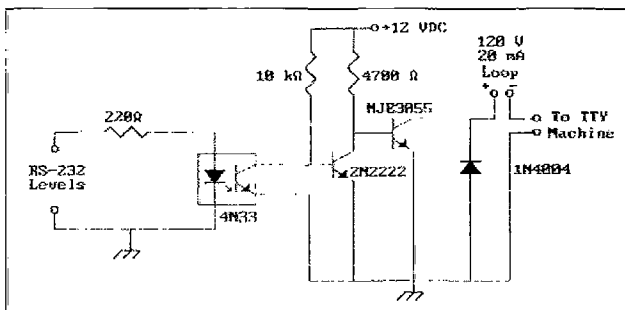 +12 VDC
120 V
20 mA
Loop
+ -
10 kΩ
4700 Ω
MJE3055
To TTY
Machine
220Ω
RS-232
Levels
2N2222
1N4004
4N33